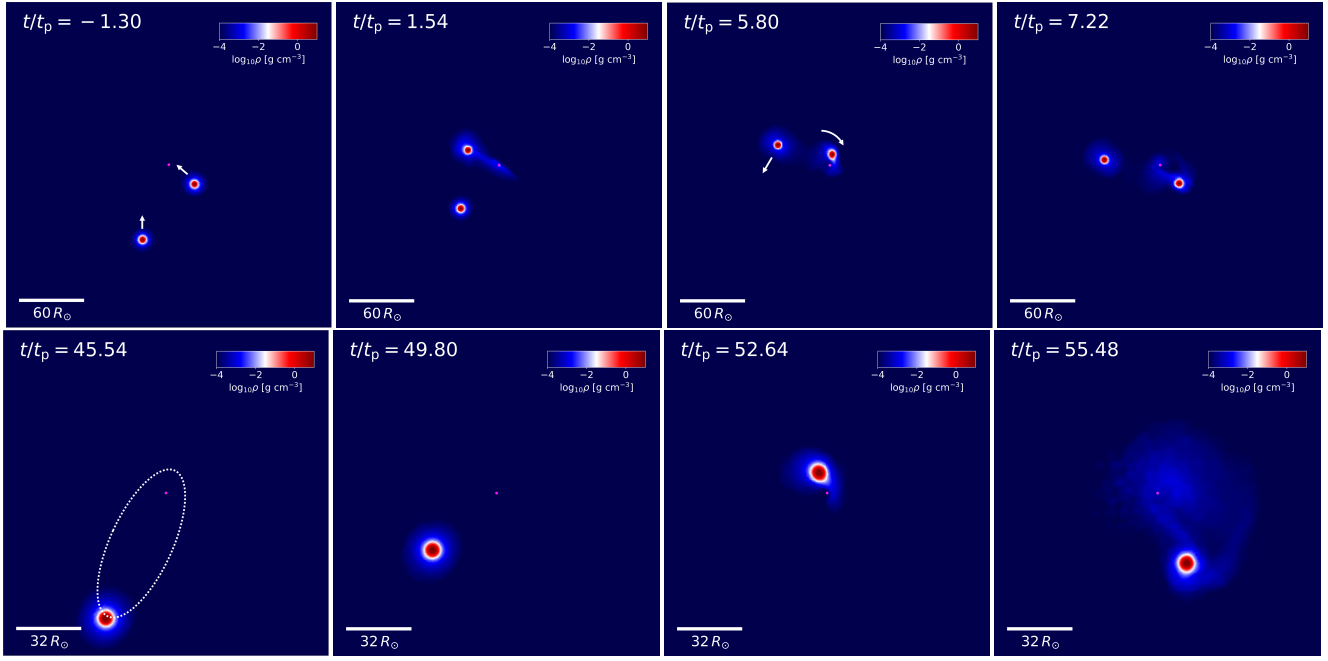 t/tp = − 1.30
−4 −2 0
log10ρ [g cm−3]
60 R⊙
t/tp = 1.54
−4 −2 0
log10ρ [g cm−3]
60 R⊙
t/tp = 5.80
−4 −2 0
log10ρ [g cm−3]
60 R⊙
t/tp = 7.22
−4 −2 0
log10ρ [g cm−3]
60 R⊙
t/tp = 45.54
−4 −2 0
log10ρ [g cm−3]
32 R⊙
t/tp = 49.80
−4 −2 0
log10ρ [g cm−3]
32 R⊙
t/tp = 52.64
−4 −2 0
log10ρ [g cm−3]
32 R⊙
t/tp = 55.48
−4 −2 0
log10ρ [g cm−3]
32 R⊙